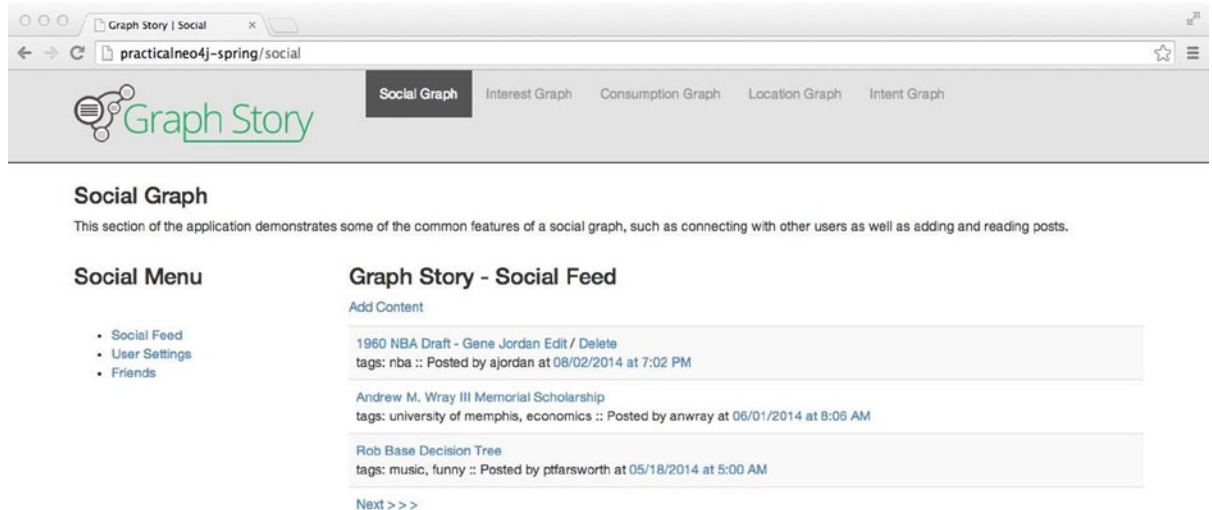 Graph Story | Social
practicalneo4j-spring/social
Graph Story
Social Graph Interest Graph Consumption Graph Location Graph Intent Graph
Social Graph
This section of the application demonstrates some of the common features of a social graph, such as connecting with other users as well as adding and reading posts.
Social Menu
Social Feed
User Settings
Friends
Graph Story - Social Feed
Add Content
1960 NBA Draft - Gene Jordan Edit / Delete
tags: nba :: Posted by ajordan at 08/02/2014 at 7:02 PM
Andrew M. Wray III Memorial Scholarship
tags: university of memphis, economics :: Posted by anwray at 06/01/2014 at 8:06 AM
Rob Base Decision Tree
tags: music, funny :: Posted by ptfarsworth at 05/18/2014 at 5:00 AM
Next > > >